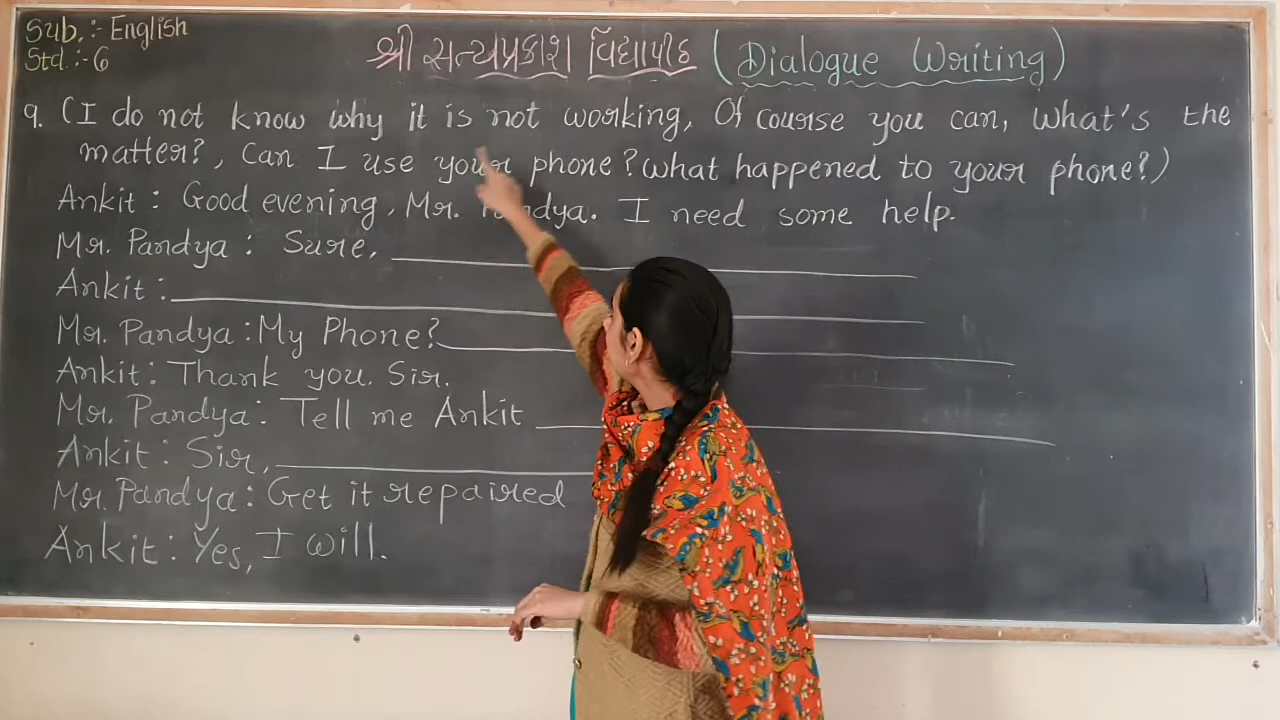 Sub. :- English
Std. :- 6
શ્રી સત્યપ્રકાશ વિદ્યાપીઠ (Dialogue Writing)
9. (I do not know why it is not working, Of course you can, What's the
matter?, Can I use your phone? What happened to your phone?)
Ankit : Good evening, Mr. Pandya. I need some help.
Mr. Pandya : Sure,
Ankit :
Mr. Pandya : My Phone?
Ankit : Thank you. Sir.
Mr. Pandya : Tell me Ankit
Ankit : Sir,
Mr. Pandya : Get it repaired
Ankit : Yes, I will.